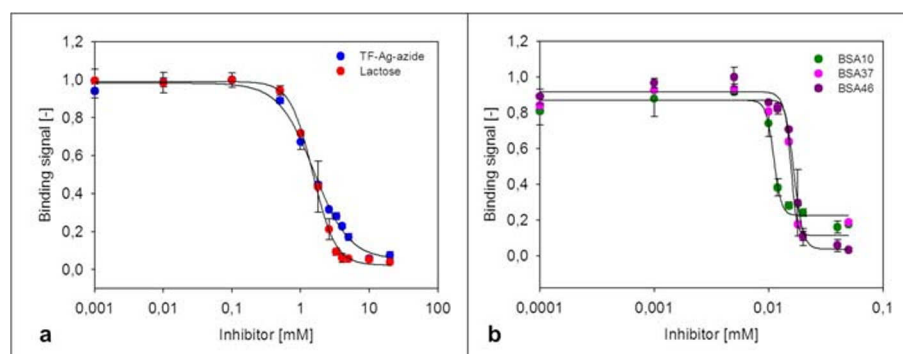 1,2
1,0
0,8
0,6
0,4
0,2
0,0
Binding signal [-]
TF-Ag-azide
Lactose
0,001
0,01
0,1
1
10
100
Inhibitor [mM]
a
1,2
1,0
0,8
0,6
0,4
0,2
0,0
Binding signal [-]
BSA10
BSA37
BSA46
0,0001
0,001
0,01
0,1
Inhibitor [mM]
b